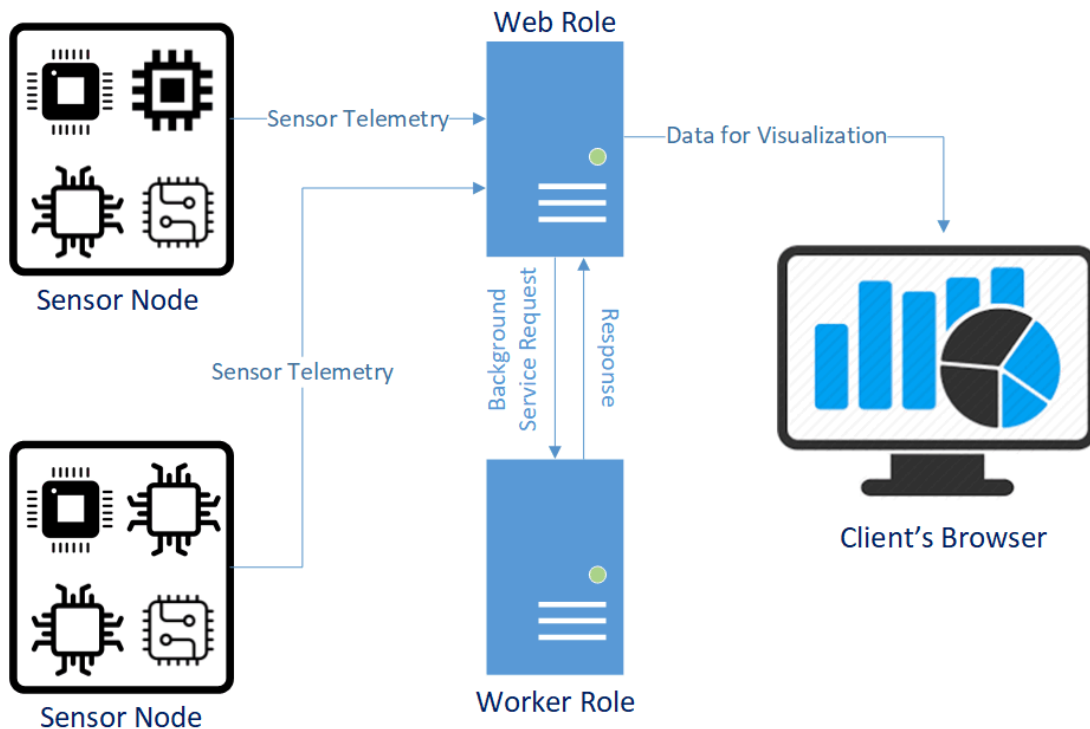 Web Role
Sensor Telemetry
Data for Visualization
Sensor Node
Background
Service Request
Response
Sensor Telemetry
Client’s Browser
Sensor Node
Worker Role